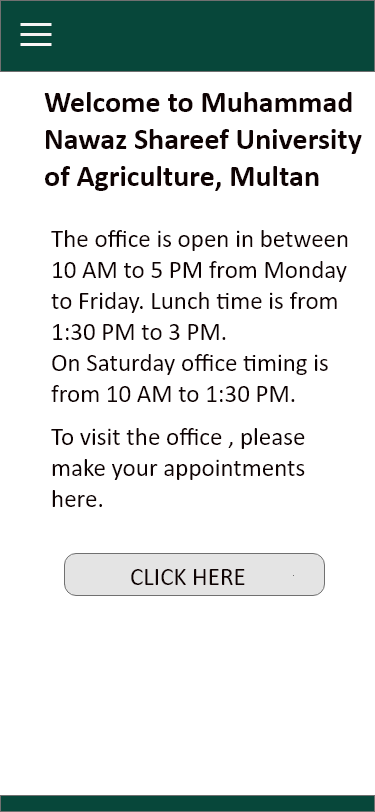 Welcome to Muhammad
Nawaz Shareef University
of Agriculture, Multan
The office is open in between
10 AM to 5 PM from Monday
to Friday. Lunch time is from
1:30 PM to 3 PM.
On Saturday office timing is
from 10 AM to 1:30 PM.
To visit the office , please
make your appointments
here.
CLICK HERE